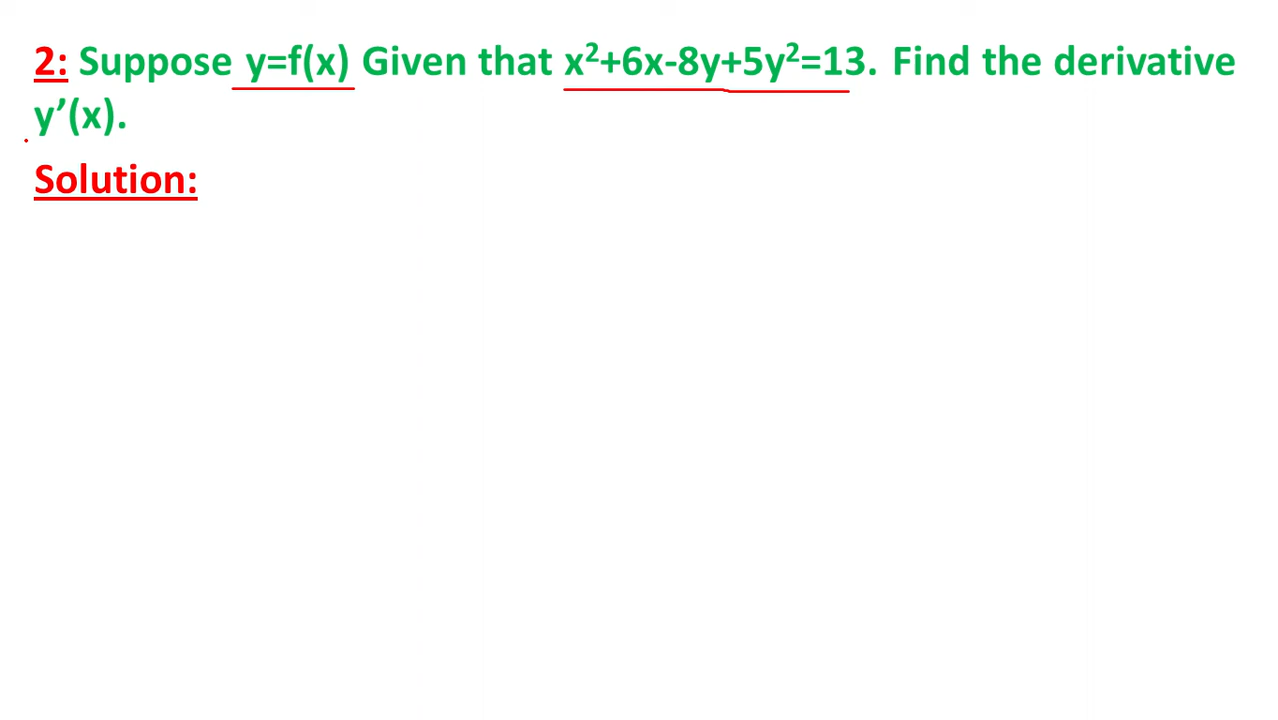 2: Suppose y=f(x) Given that x²+6x-8y+5y²=13. Find the derivative
y’(x).
Solution: